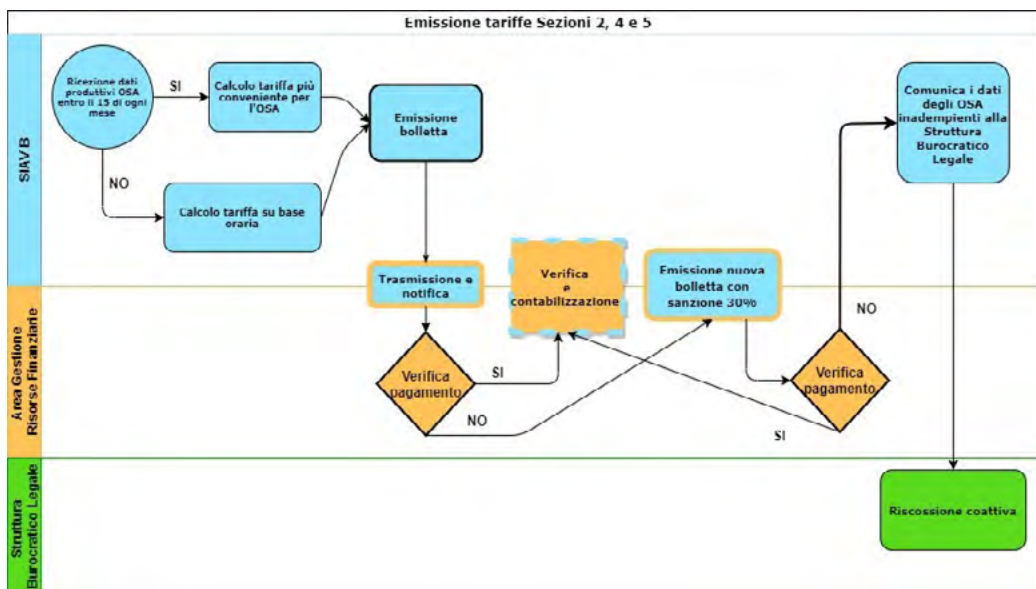 Emissione tariffe Sezioni 2, 4 e 5
SIAV B
Ricezione dati
produttivi OSA
entro il 15 di ogni
mese
SI
Calcolo tariffa più
conveniente per
l'OSA
Emissione
bolletta
NO
Calcolo tariffa su base
oraria
Comunica i dati
degli OSA
inadempienti alla
Struttura
Burocratico
Legale
Trasmissione e
notifica
Verifica
e
contabilizzazione
Emissione nuova
bolletta con
sanzione 30%
NO
Area Gestione
Risorse Finanziarie
Verifica
pagamento
SI
NO
Verifica
pagamento
SI
Struttura
Burocratico Legale
Riscossione coattiva